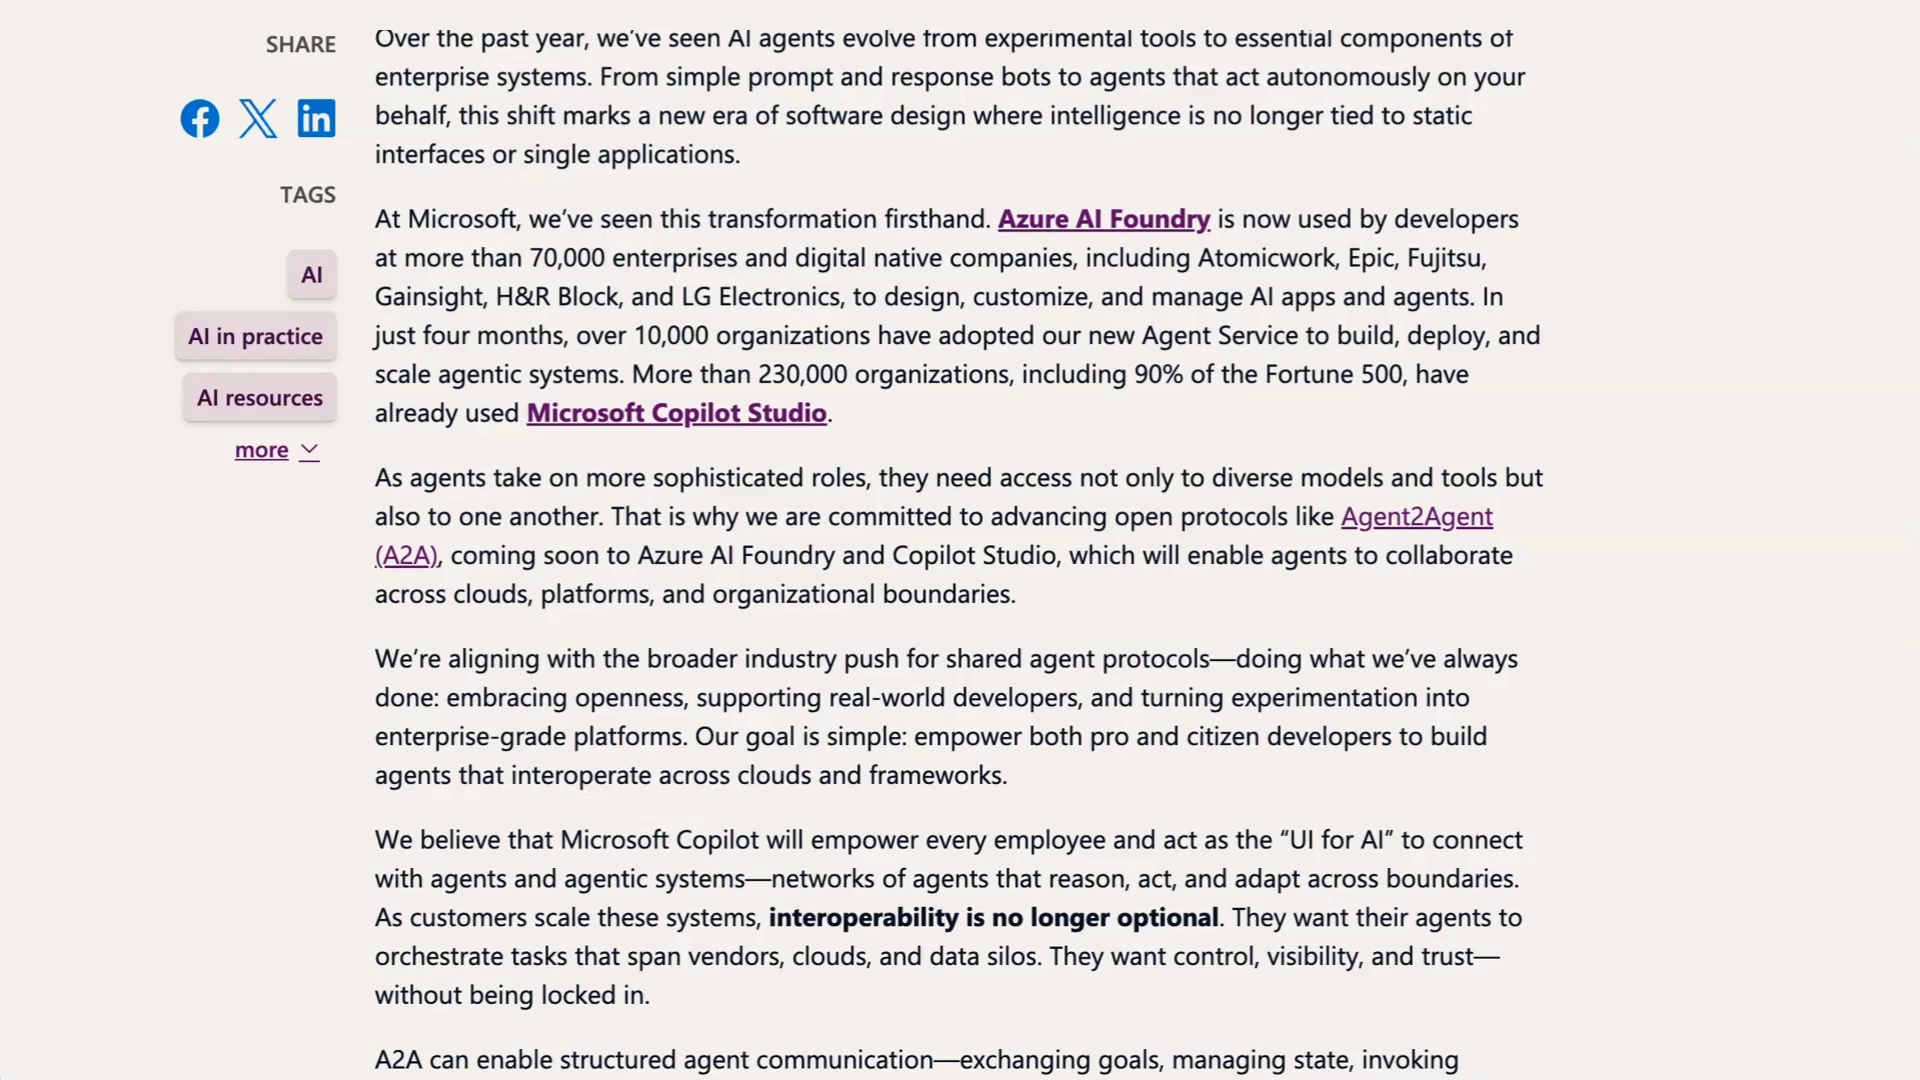 SHARE
TAGS
AI
AI in practice
AI resources
more
Over the past year, we’ve seen AI agents evolve from experimental tools to essential components of
enterprise systems. From simple prompt and response bots to agents that act autonomously on your
behalf, this shift marks a new era of software design where intelligence is no longer tied to static
interfaces or single applications.
At Microsoft, we’ve seen this transformation firsthand. Azure AI Foundry is now used by developers
at more than 70,000 enterprises and digital native companies, including Atomicwork, Epic, Fujitsu,
Gainsight, H&R Block, and LG Electronics, to design, customize, and manage AI apps and agents. In
just four months, over 10,000 organizations have adopted our new Agent Service to build, deploy, and
scale agentic systems. More than 230,000 organizations, including 90% of the Fortune 500, have
already used Microsoft Copilot Studio.
As agents take on more sophisticated roles, they need access not only to diverse models and tools but
also to one another. That is why we are committed to advancing open protocols like Agent2Agent
(A2A), coming soon to Azure AI Foundry and Copilot Studio, which will enable agents to collaborate
across clouds, platforms, and organizational boundaries.
We’re aligning with the broader industry push for shared agent protocols—doing what we’ve always
done: embracing openness, supporting real-world developers, and turning experimentation into
enterprise-grade platforms. Our goal is simple: empower both pro and citizen developers to build
agents that interoperate across clouds and frameworks.
We believe that Microsoft Copilot will empower every employee and act as the “UI for AI” to connect
with agents and agentic systems—networks of agents that reason, act, and adapt across boundaries.
As customers scale these systems, interoperability is no longer optional. They want their agents to
orchestrate tasks that span vendors, clouds, and data silos. They want control, visibility, and trust—
without being locked in.
A2A can enable structured agent communication—exchanging goals, managing state, invoking